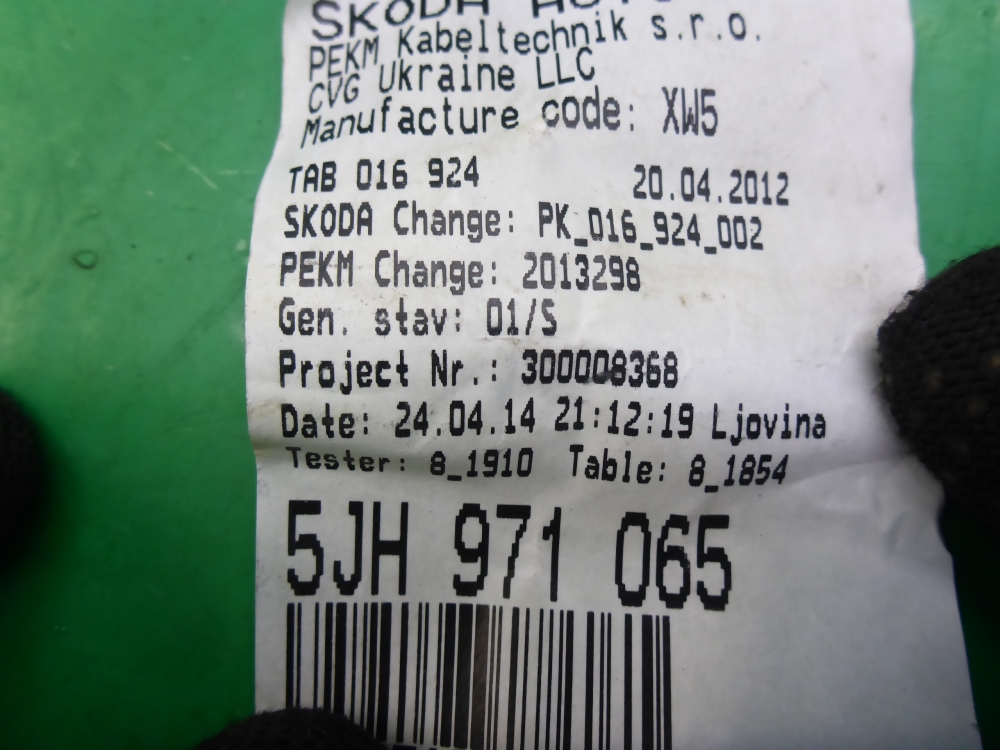 SKODA AUTO
PEKM Kabeltechnik s.r.o.
CVG Ukraine LLC
Manufacture code: XW5
TAB 016 924 20.04.2012
SKODA Change: PK_016_924_002
PEKM Change: 2013298
Gen. stav: 01/S
Project Nr.: 300008368
Date: 24.04.14 21:12:19 Ljovina
Tester: 8_1910 Table: 8_1854
5JH 971 065